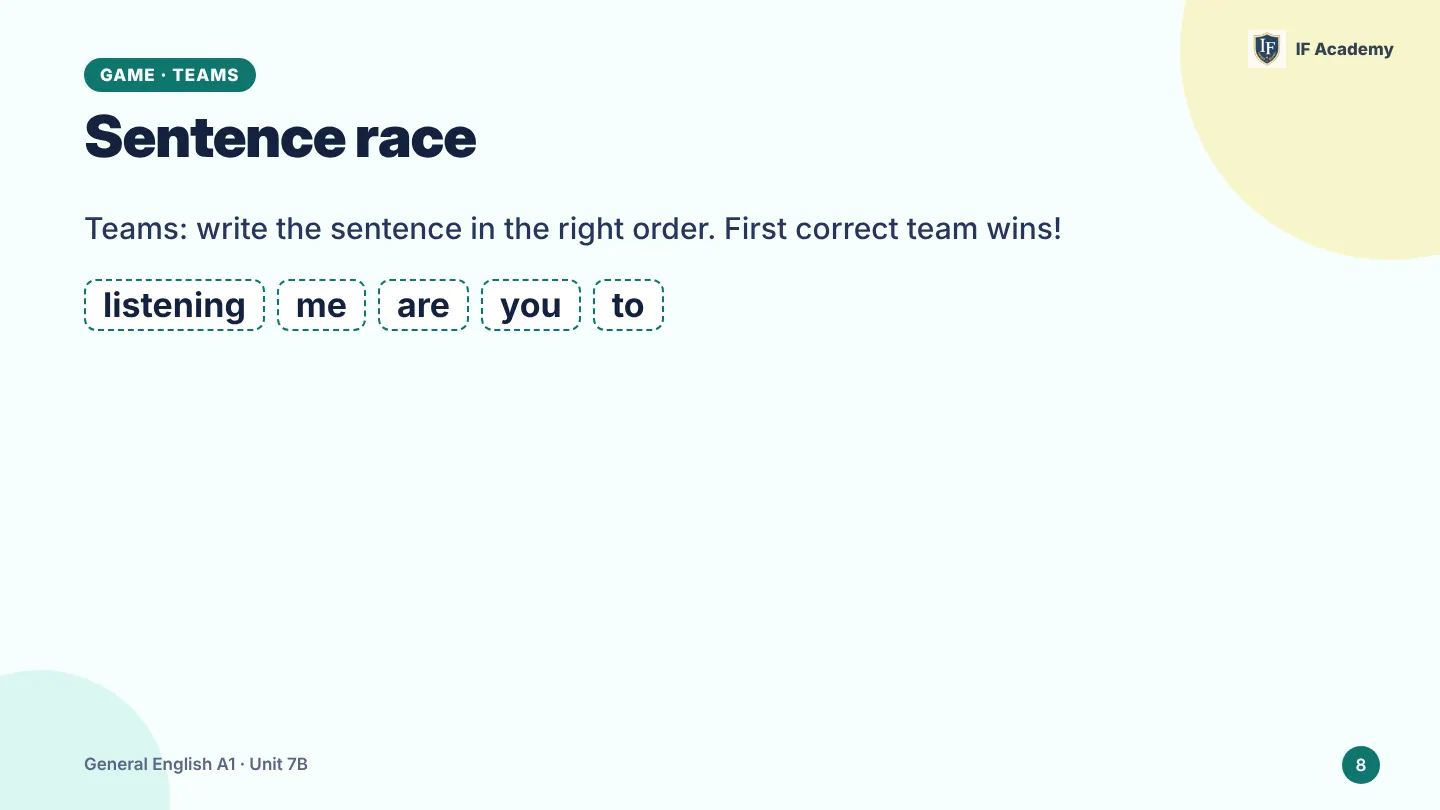 IF Academy
GAME · TEAMS
Sentence race
Teams: write the sentence in the right order. First correct team wins!
listening me are you to
General English A1 · Unit 7B
8